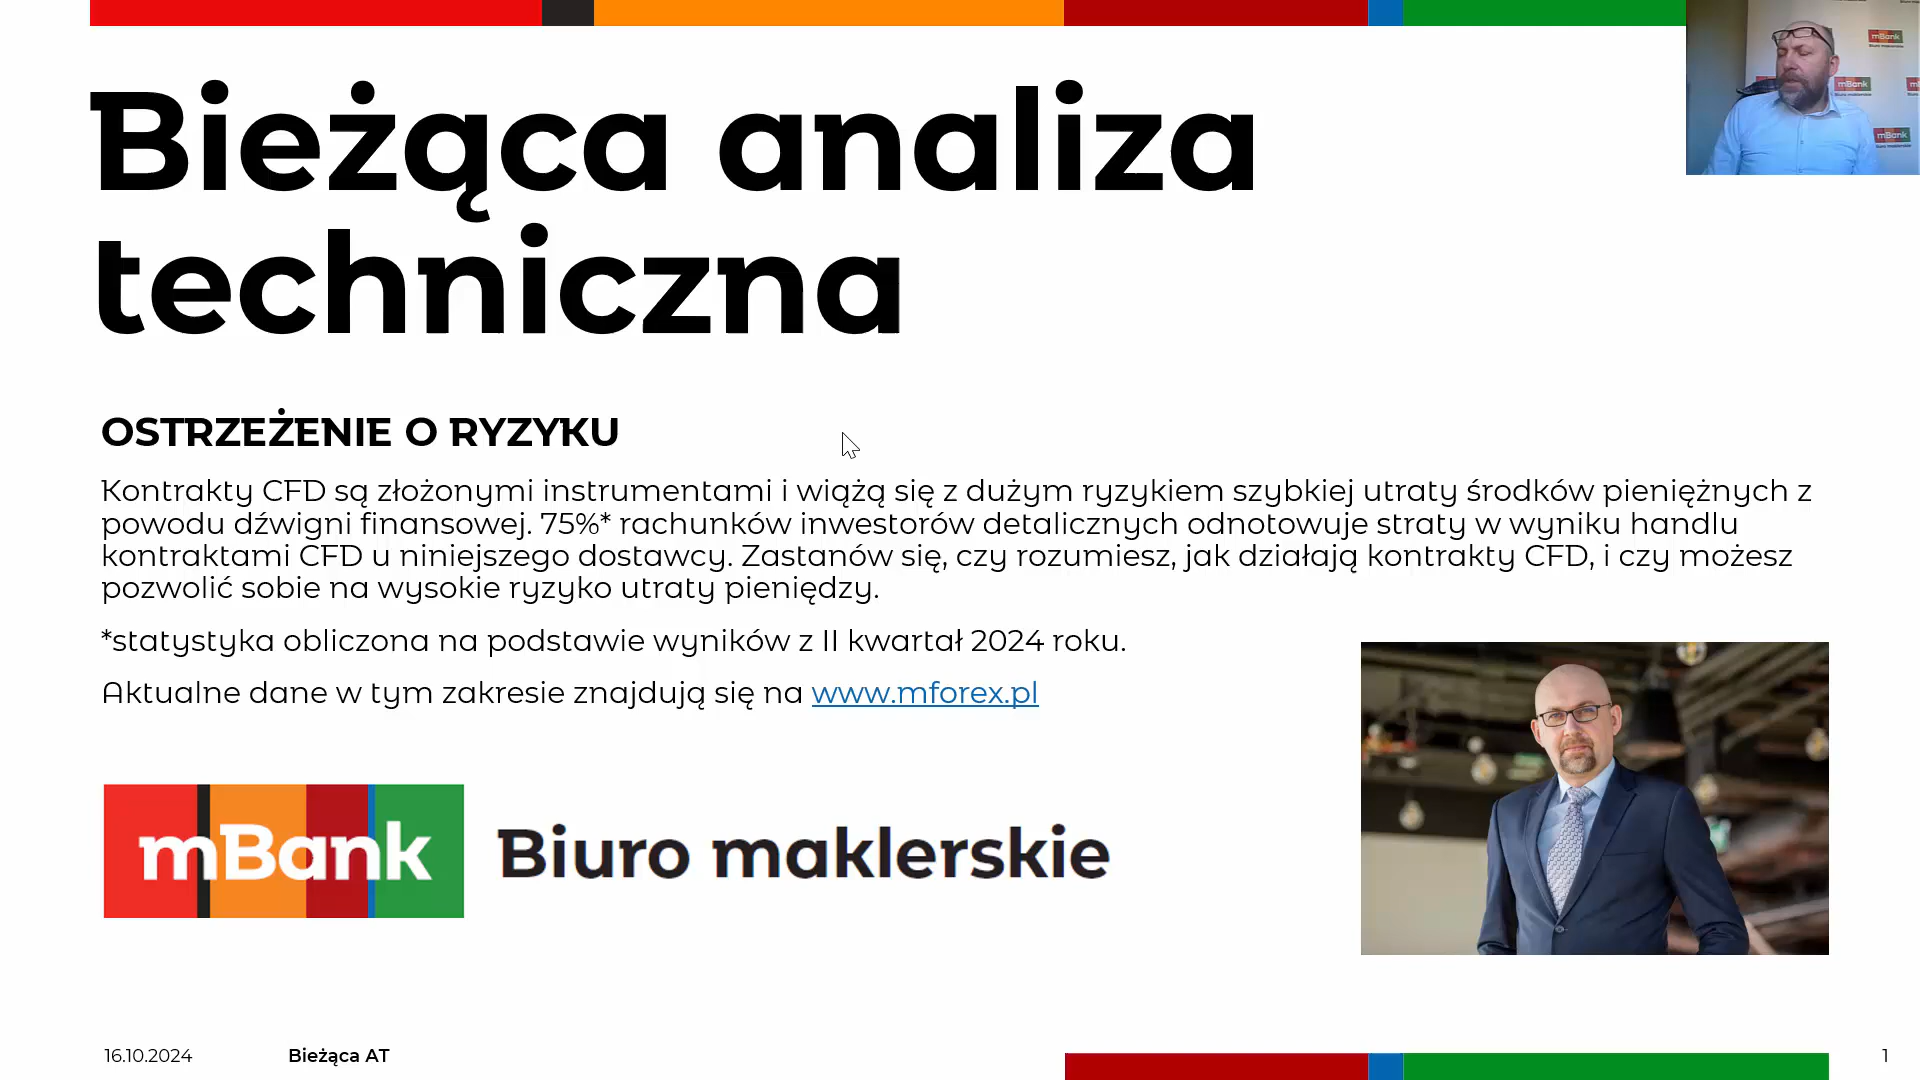 Bieżąca analiza
techniczna
OSTRZEŻENIE O RYZYKU
Kontrakty CFD są złożonymi instrumentami i wiążą się z dużym ryzykiem szybkiej utraty środków pieniężnych z
powodu dźwigni finansowej. 75%* rachunków inwestorów detalicznych odnotowuje straty w wyniku handlu
kontraktami CFD u niniejszego dostawcy. Zastanów się, czy rozumiesz, jak działają kontrakty CFD, i czy możesz
pozwolić sobie na wysokie ryzyko utraty pieniędzy.
*statystyka obliczona na podstawie wyników z II kwartał 2024 roku.
Aktualne dane w tym zakresie znajdują się na www.mforex.pl
mBank Biuro maklerskie
16.10.2024 Bieżąca AT 1
mBank
mBank
mBank